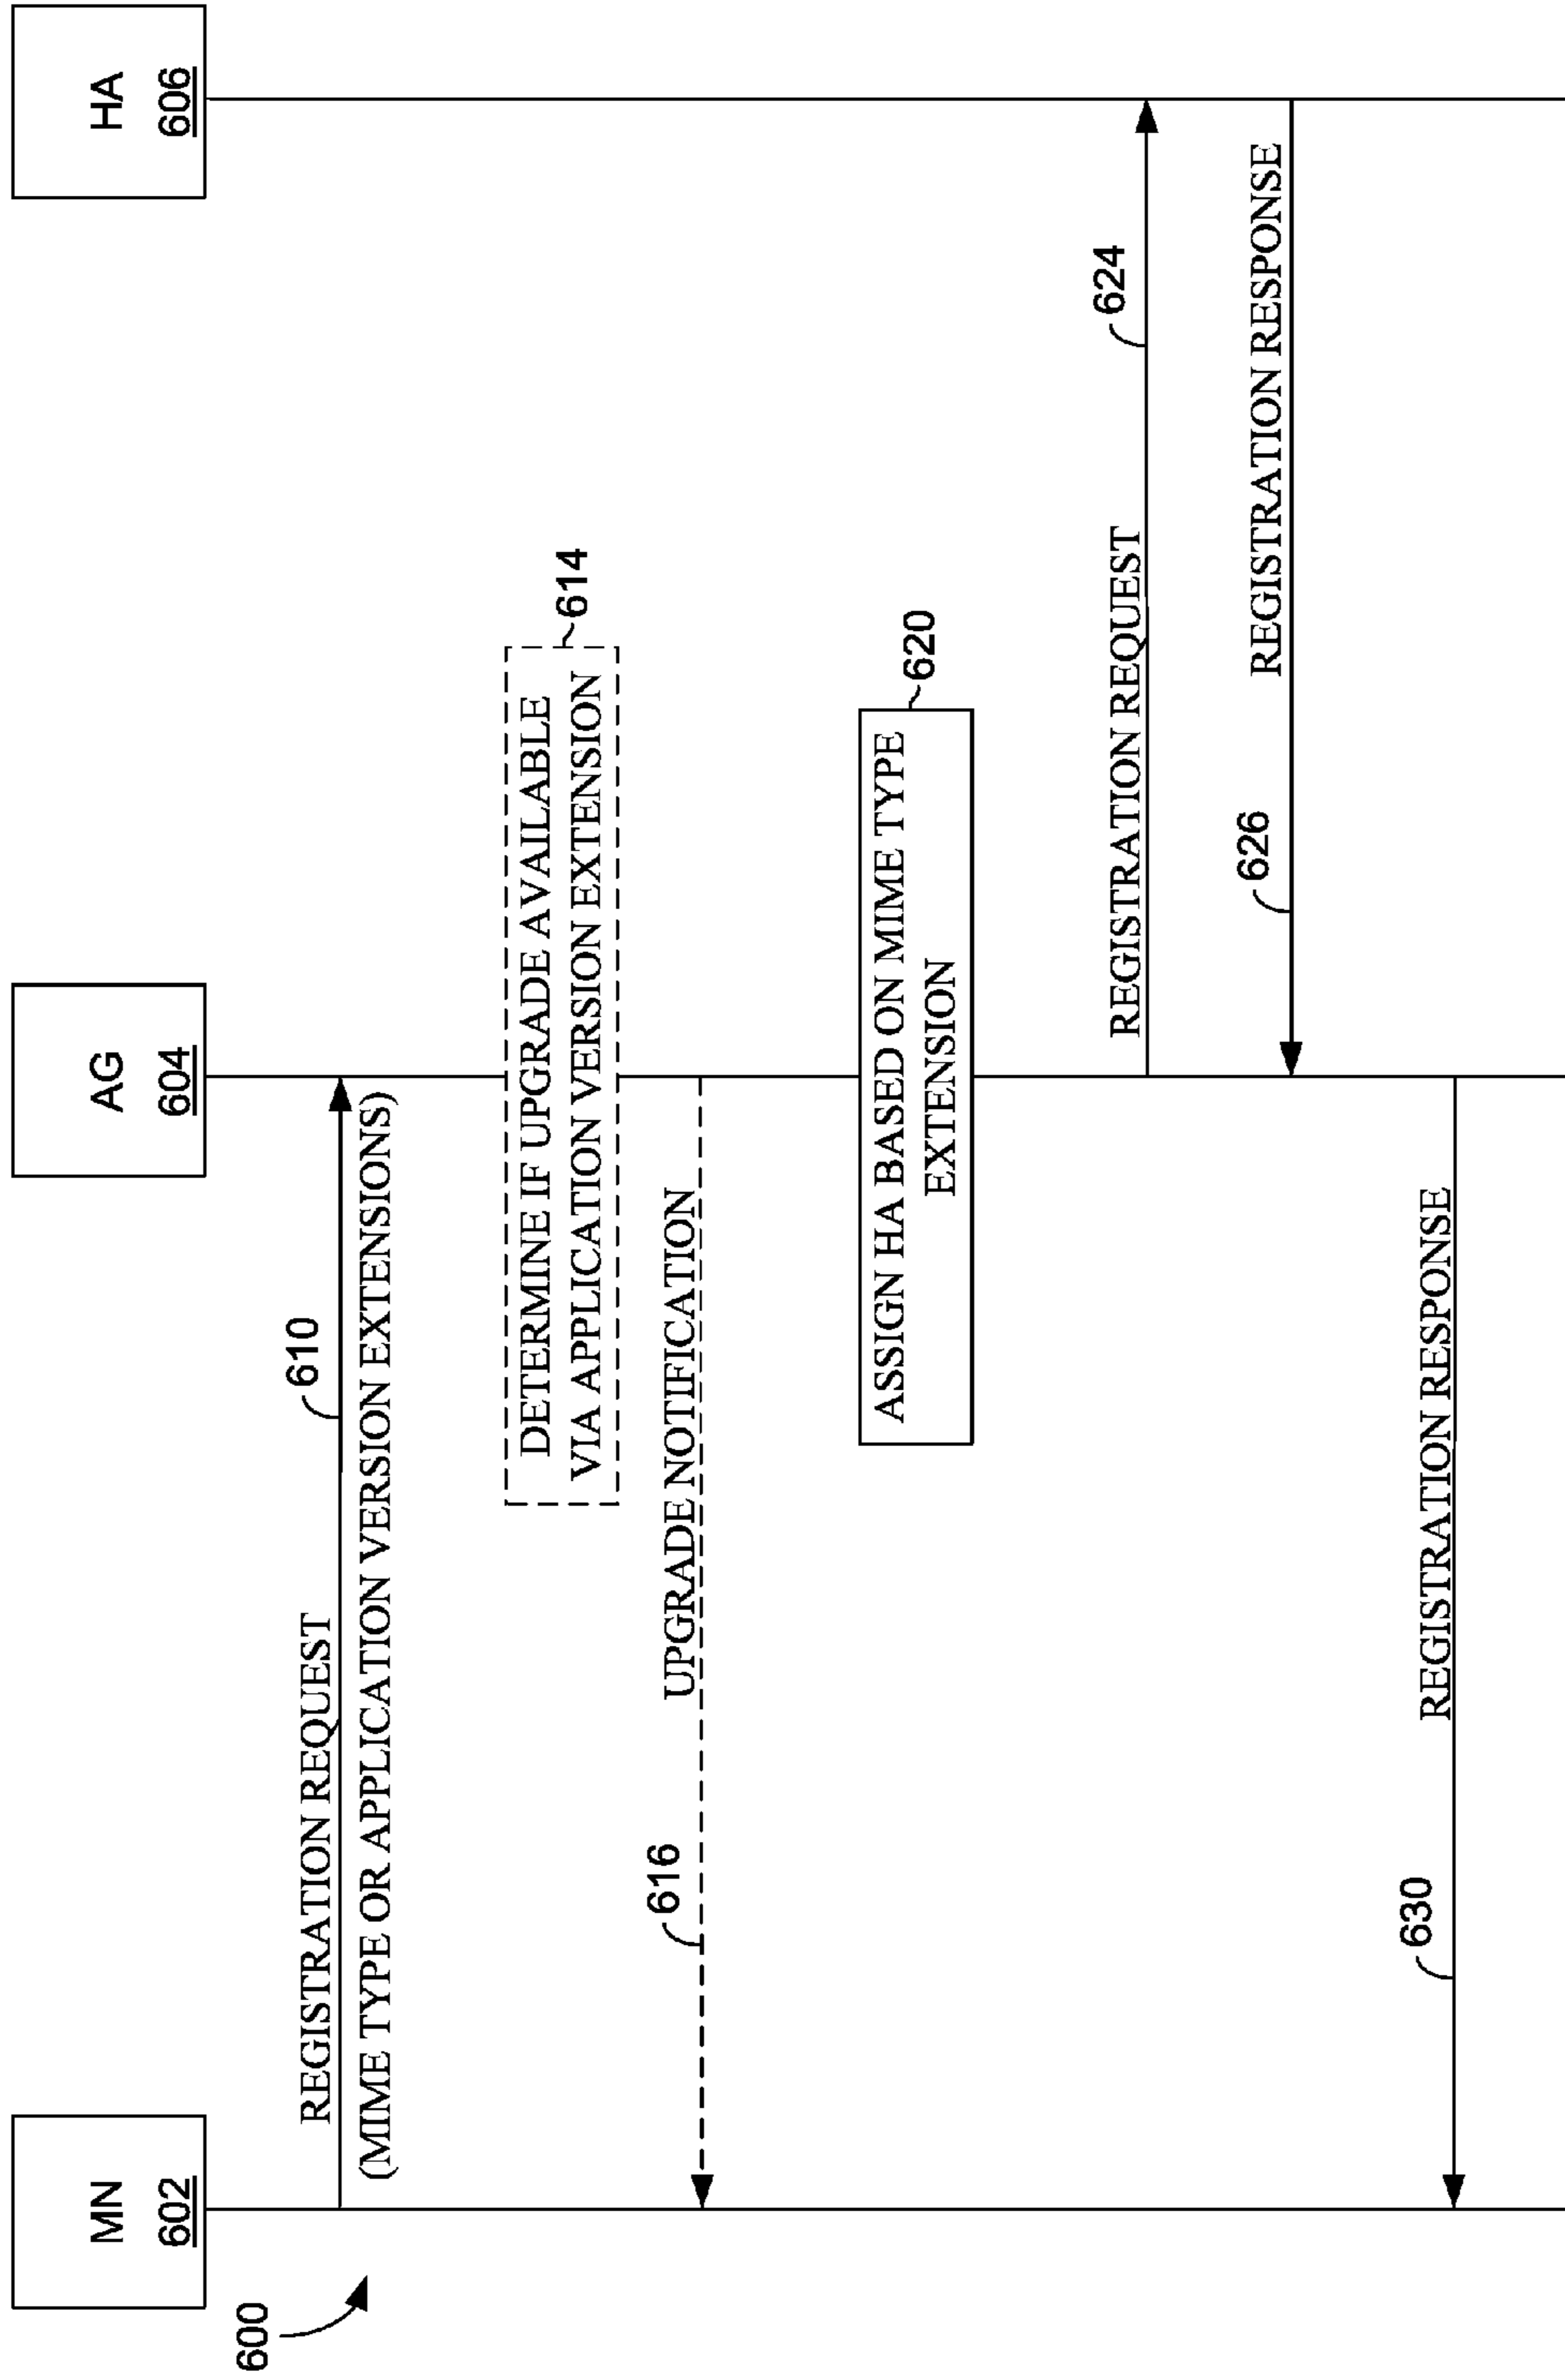 MN
602
AG
604
HA
606
600
610
REGISTRATION REQUEST
(MIME TYPE OR APPLICATION VERSION EXTENSIONS)
DETERMINE IF UPGRADE AVAILABLE
VIA APPLICATION VERSION EXTENSION
614
616
UPGRADE NOTIFICATION
ASSIGN HA BASED ON MIME TYPE
EXTENSION
620
REGISTRATION REQUEST
624
626
REGISTRATION RESPONSE
630
REGISTRATION RESPONSE